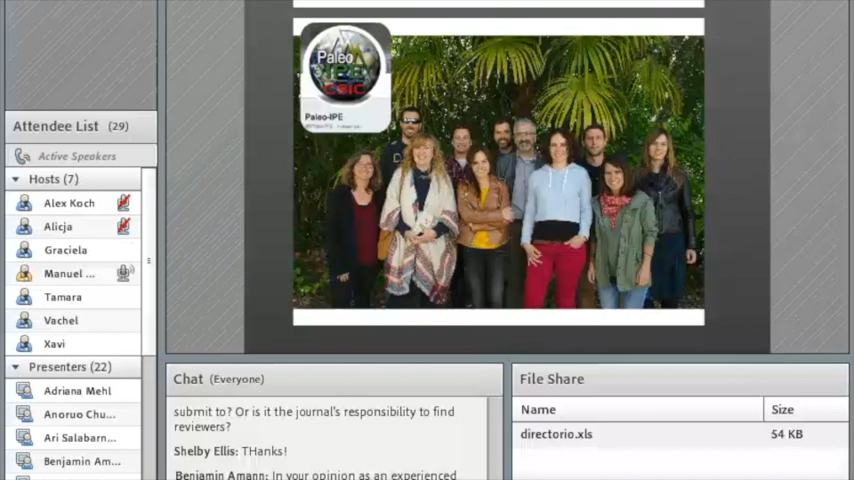 Paleo
IPE
CSIC
Paleo-IPE
Attendee List (29)
Active Speakers
Hosts (7)
Alex Koch
Alicja
Graciela
Manuel ...
Tamara
Vachel
Xavi
Presenters (22)
Adriana Mehl
Anoruo Chu...
Ari Salabarn...
Benjamin Am...
Chat (Everyone)
submit to? Or is it the journal's responsibility to find
reviewers?
Shelby Ellis: THanks!
Benjamin Amann: In your opinion as an experienced
File Share
Name Size
directorio.xls 54 KB